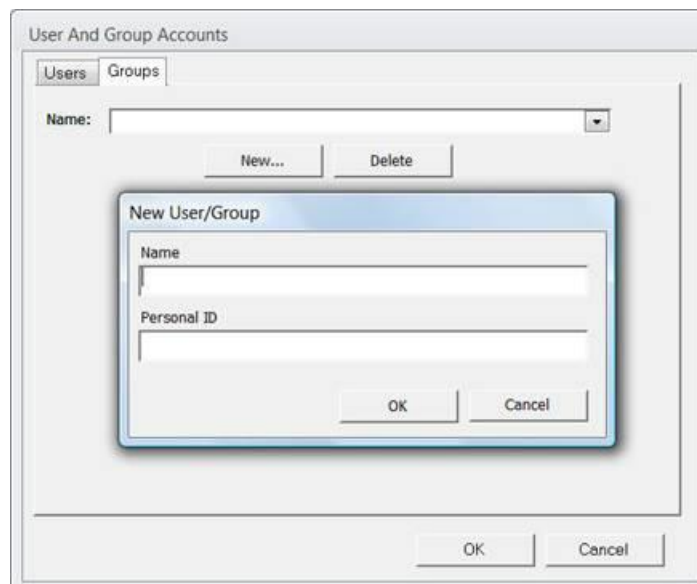 User And Group Accounts
Users Groups
Name:
New... Delete
New User/Group
Name
Personal ID
OK Cancel
OK Cancel